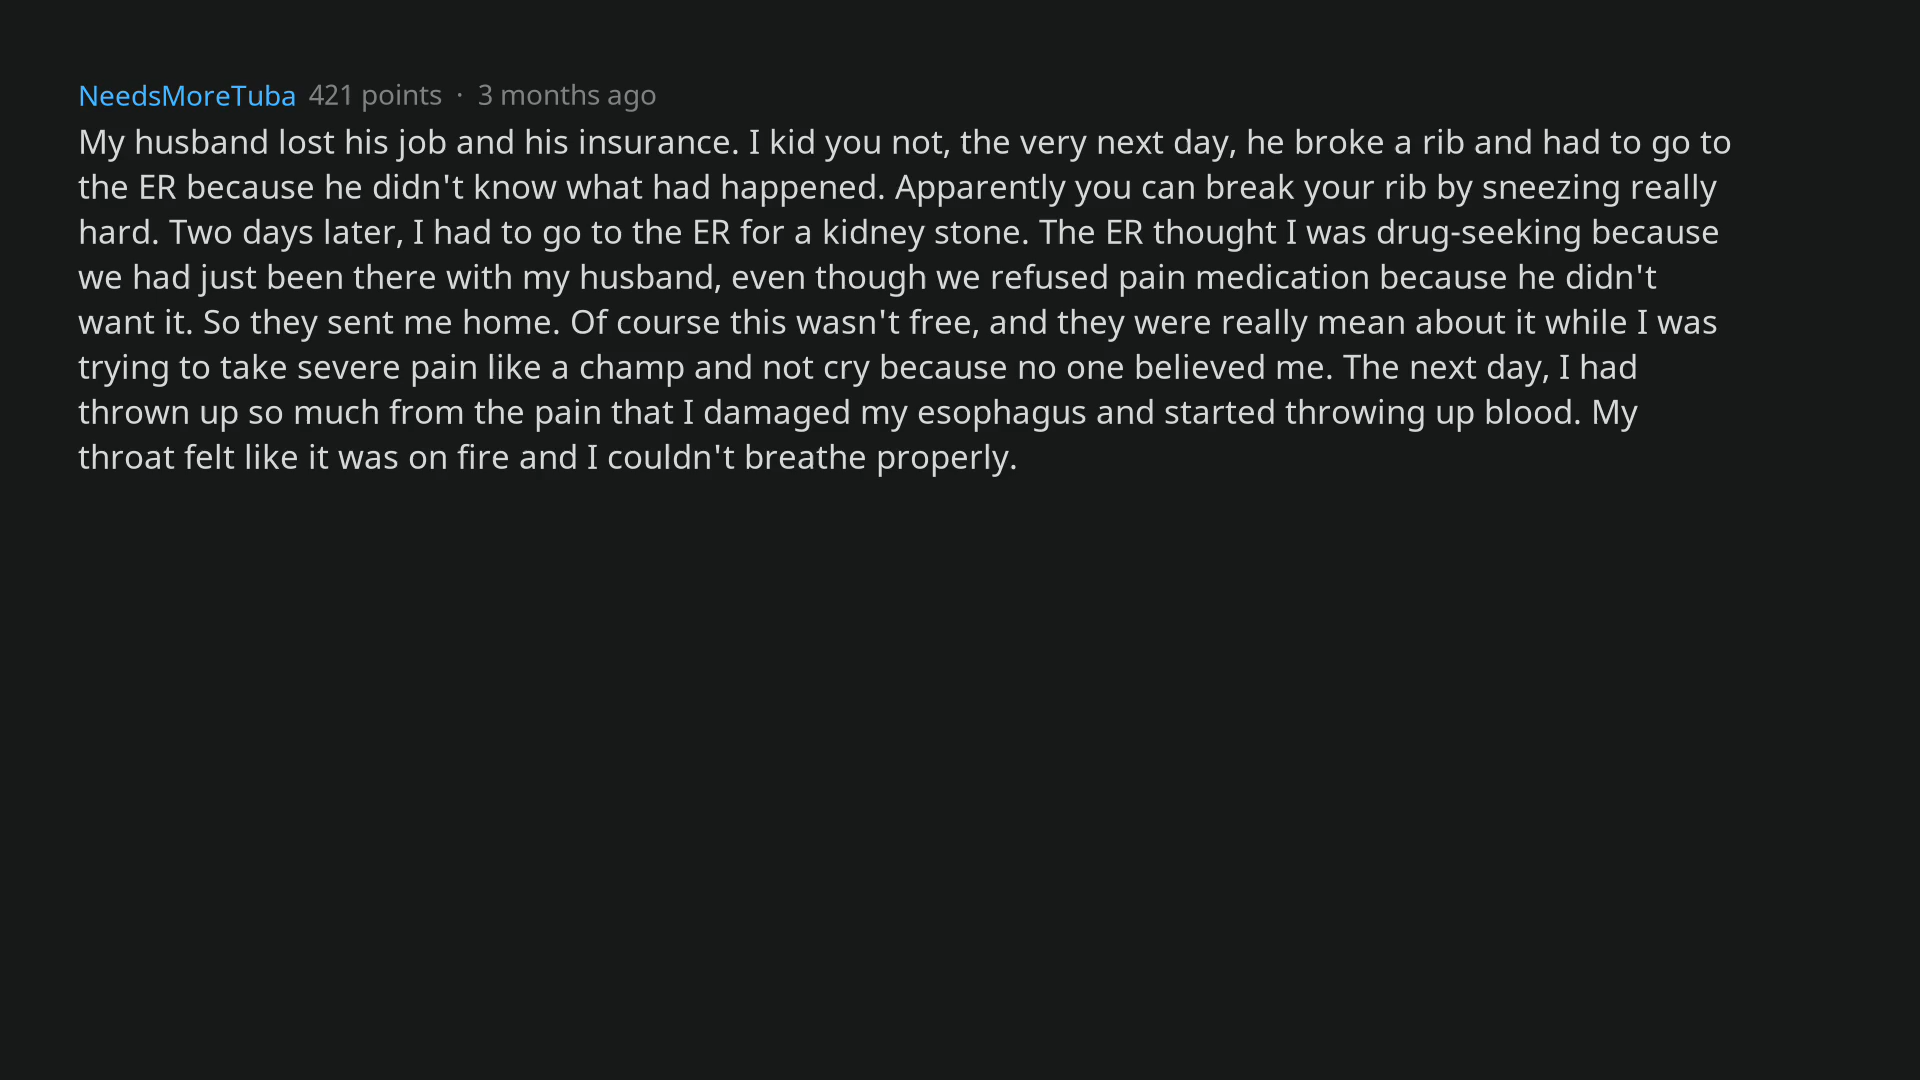 NeedsMoreTuba 421 points · 3 months ago
My husband lost his job and his insurance. I kid you not, the very next day, he broke a rib and had to go to
the ER because he didn't know what had happened. Apparently you can break your rib by sneezing really
hard. Two days later, I had to go to the ER for a kidney stone. The ER thought I was drug-seeking because
we had just been there with my husband, even though we refused pain medication because he didn't
want it. So they sent me home. Of course this wasn't free, and they were really mean about it while I was
trying to take severe pain like a champ and not cry because no one believed me. The next day, I had
thrown up so much from the pain that I damaged my esophagus and started throwing up blood. My
throat felt like it was on fire and I couldn't breathe properly.